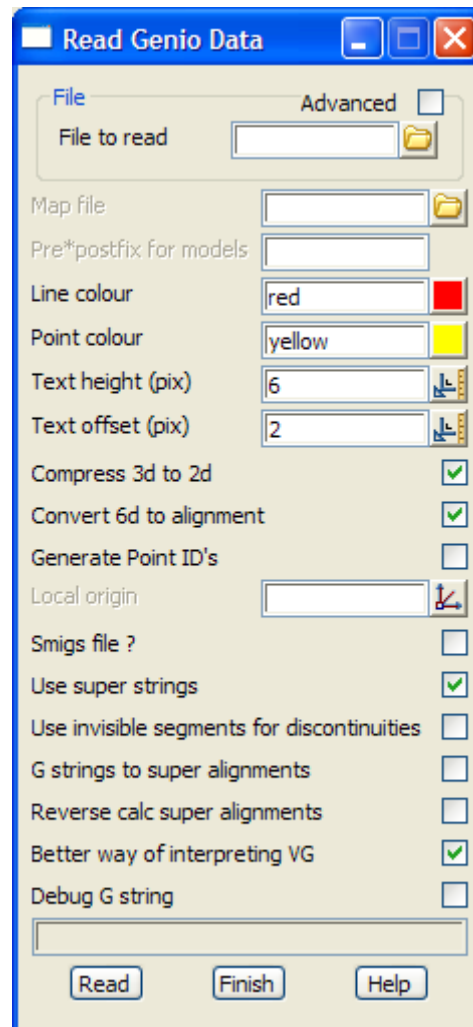 Read Genio Data
File Advanced
File to read
Map file
Pre*postfix for models
Line colour red
Point colour yellow
Text height (pix) 6
Text offset (pix) 2
Compress 3d to 2d
Convert 6d to alignment
Generate Point ID's
Local origin
Smigs file ?
Use super strings
Use invisible segments for discontinuities
G strings to super alignments
Reverse calc super alignments
Better way of interpreting VG
Debug G string
Read Finish Help